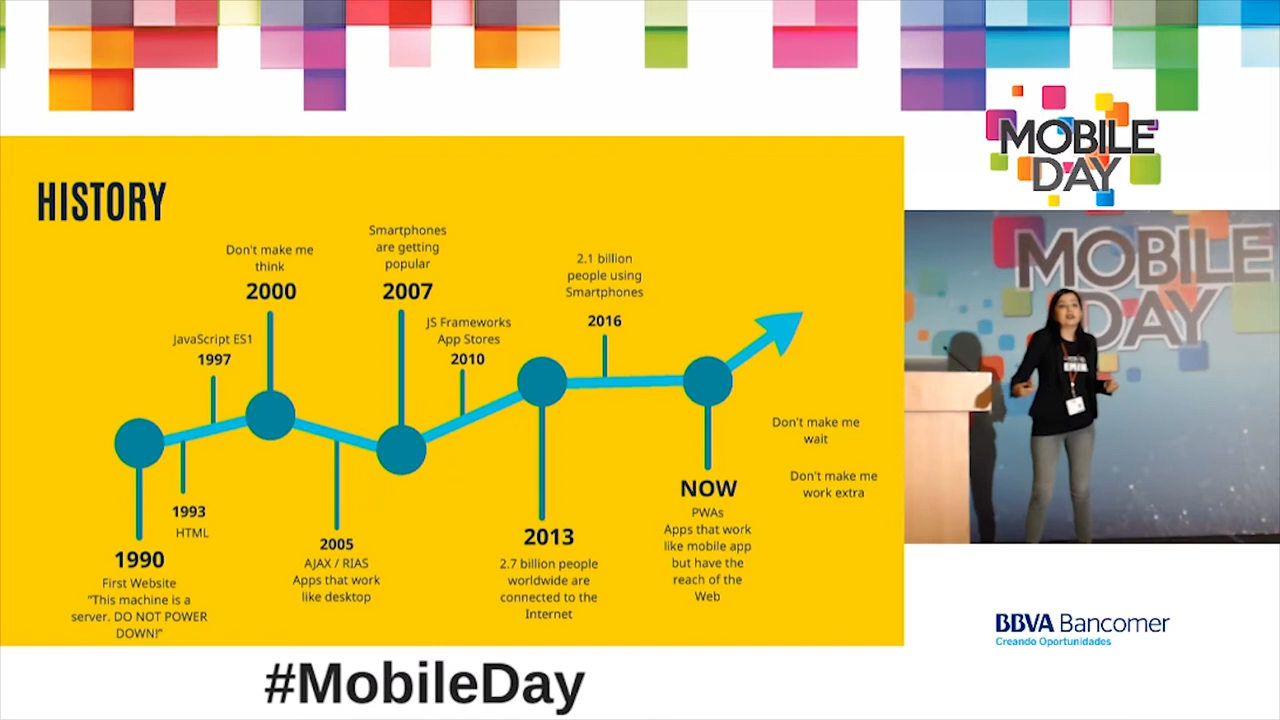 MOBILE
DAY
HISTORY
Don't make me
think
2000
Smartphones
are getting
popular
2007
2.1 billion
people using
Smartphones
2016
JavaScript ES1
1997
JS Frameworks
App Stores
2010
Don't make me
wait
Don't make me
work extra
1993
HTML
1990
First Website
"This machine is a
server. DO NOT POWER
DOWN!"
2005
AJAX / RIAS
Apps that work
like desktop
2013
2.7 billion people
worldwide are
connected to the
Internet
NOW
PWAs
Apps that work
like mobile app
but have the
reach of the
Web
MOBILE
DAY
BBVA Bancomer
Creando Oportunidades
#MobileDay